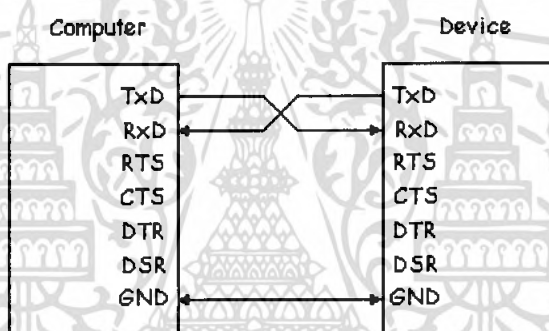 Computer Device
TxD TxD
RxD RxD
RTS RTS
CTS CTS
DTR DTR
DSR DSR
GND GND